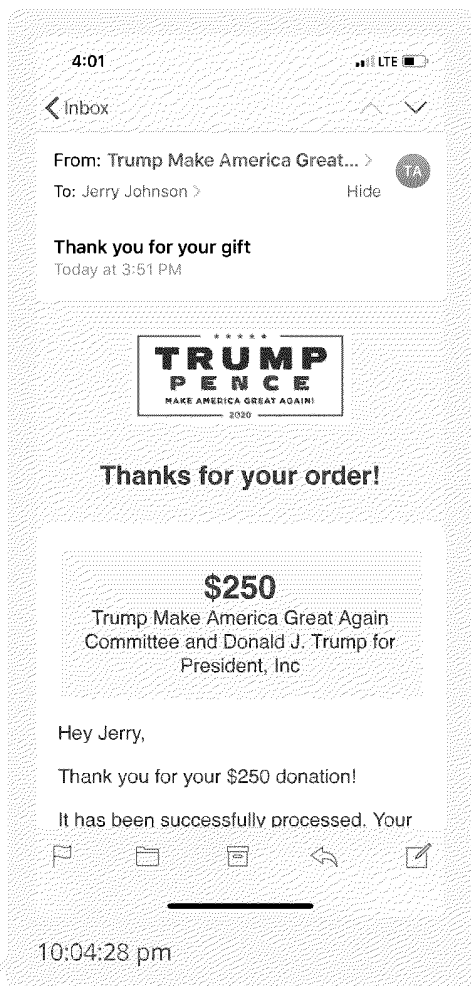 4:01
LTE
Inbox
From: Trump Make America Great...
TA
To: Jerry Johnson
Hide
Thank you for your gift
Today at 3:51 PM
TRUMP
PENCE
MAKE AMERICA GREAT AGAIN!
2020
Thanks for your order!
$250
Trump Make America Great Again
Committee and Donald J. Trump for
President, Inc
Hey Jerry,
Thank you for your $250 donation!
It has been successfully processed. Your
10:04:28 pm